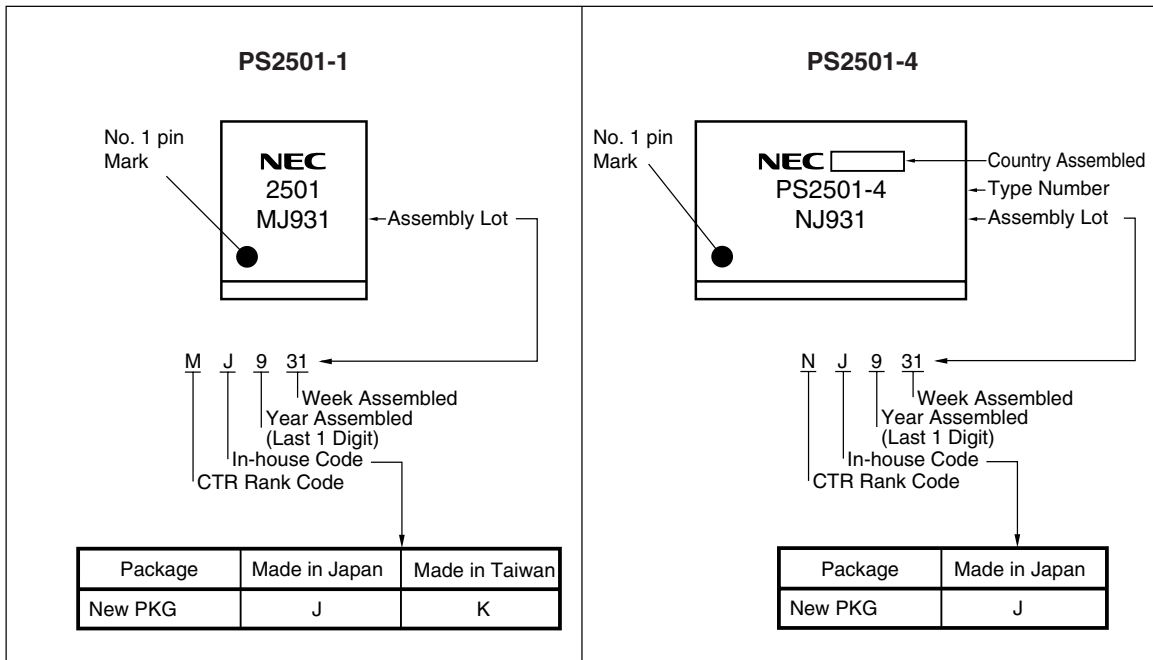 PS2501-1
No. 1 pin
Mark
NEC
2501
MJ931
Assembly Lot
M J 9 31
Week Assembled
Year Assembled
(Last 1 Digit)
In-house Code
CTR Rank Code
Package Made in Japan Made in Taiwan
New PKG J K
PS2501-4
No. 1 pin
Mark
NEC
Country Assembled
PS2501-4
Type Number
NJ931
Assembly Lot
N J 9 31
Week Assembled
Year Assembled
(Last 1 Digit)
In-house Code
CTR Rank Code
Package Made in Japan
New PKG J